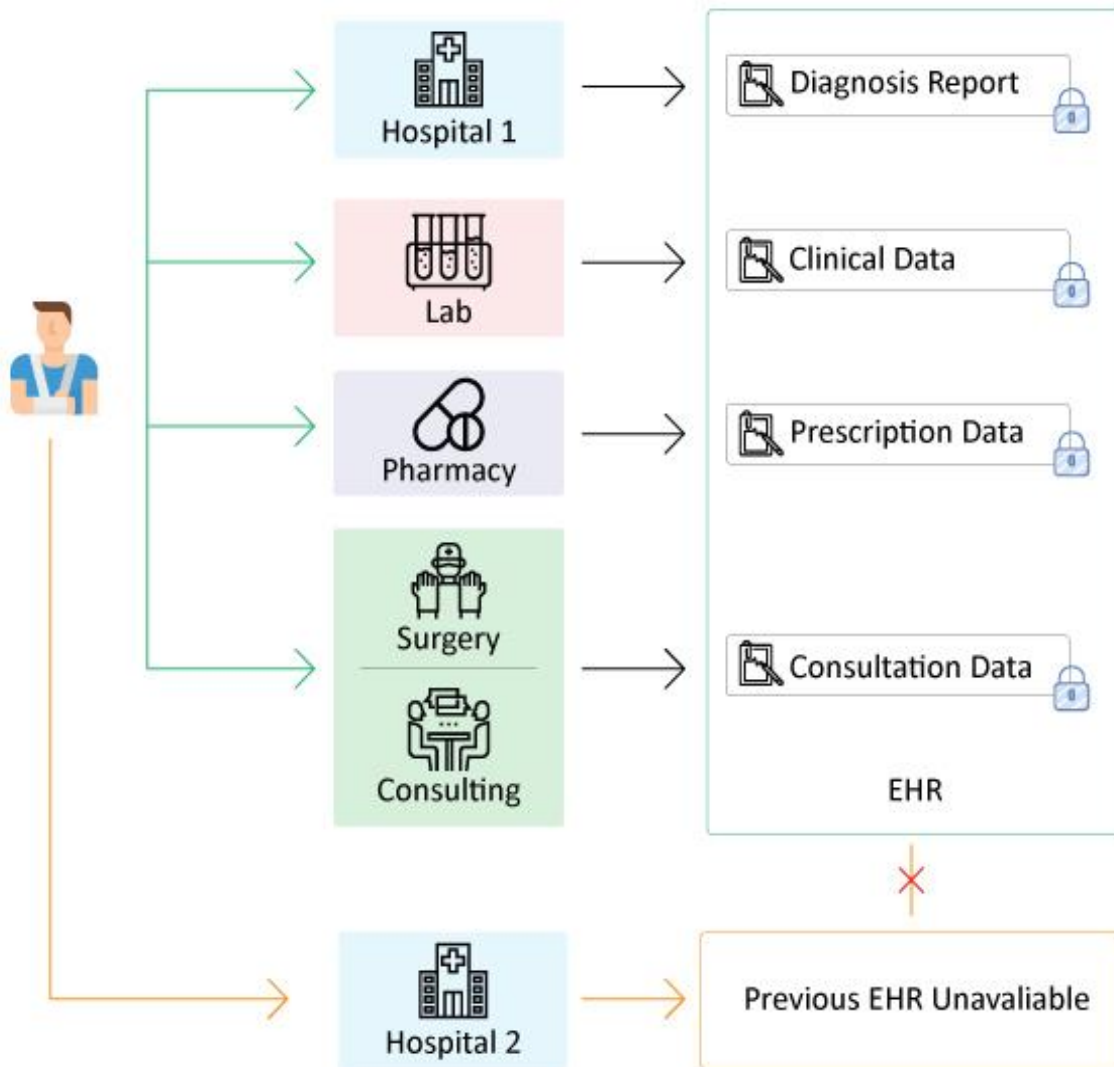 Hospital 1
Diagnosis Report
Lab
Clinical Data
Pharmacy
Prescription Data
Surgery
Consulting
Consultation Data
EHR
Hospital 2
Previous EHR Unavaliable